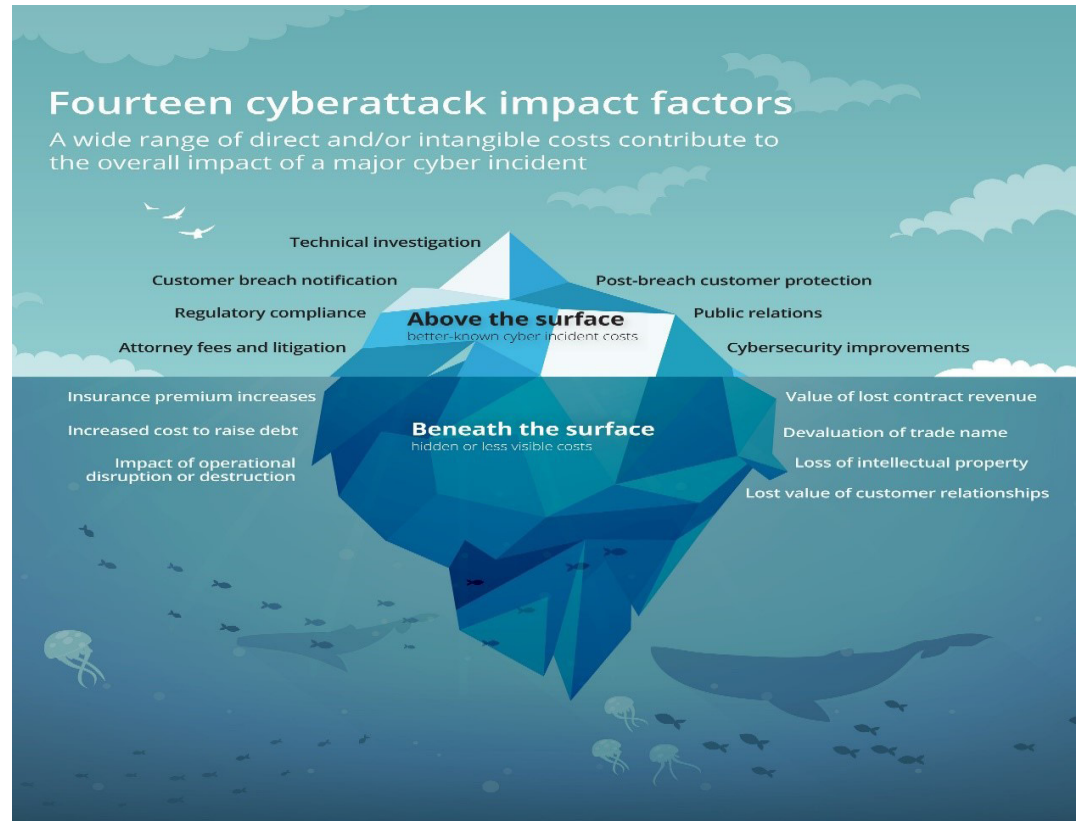 Fourteen cyberattack impact factors
A wide range of direct and/or intangible costs contribute to
the overall impact of a major cyber incident
Technical investigation
Customer breach notification
Post-breach customer protection
Regulatory compliance
Public relations
Above the surface
better-known cyber incident costs
Attorney fees and litigation
Cybersecurity improvements
Insurance premium increases
Value of lost contract revenue
Increased cost to raise debt
Beneath the surface
hidden or less visible costs
Devaluation of trade name
Impact of operational
disruption or destruction
Loss of intellectual property
Lost value of customer relationships